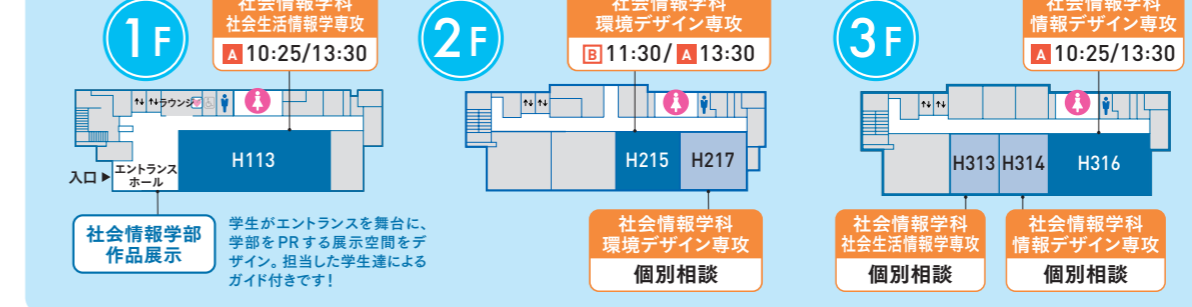 1F
社会情報学科
社会生活情報学専攻
A 10:25/13:30
ラウンジ
H113
入口▶
エントランス
ホール
社会情報学部
作品展示
学生がエントランスを舞台に、
学部をPRする展示空間をデ
ザイン。担当した学生達による
ガイド付きです!
2F
社会情報学科
環境デザイン専攻
B 11:30/ A 13:30
H215
H217
社会情報学科
環境デザイン専攻
個別相談
3F
社会情報学科
情報デザイン専攻
A 10:25/13:30
H313
H314
H316
社会情報学科
社会生活情報学専攻
個別相談
社会情報学科
情報デザイン専攻
個別相談